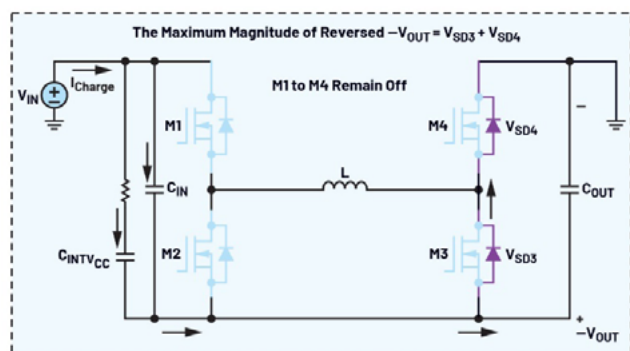 The Maximum Magnitude of Reversed –VOUT = VSD3 + VSD4
ICharge
M1 to M4 Remain Off
VIN
M1
M4
VSD4
−
L
CIN
COUT
CINTVCC
M2
M3
VSD3
+
–VOUT